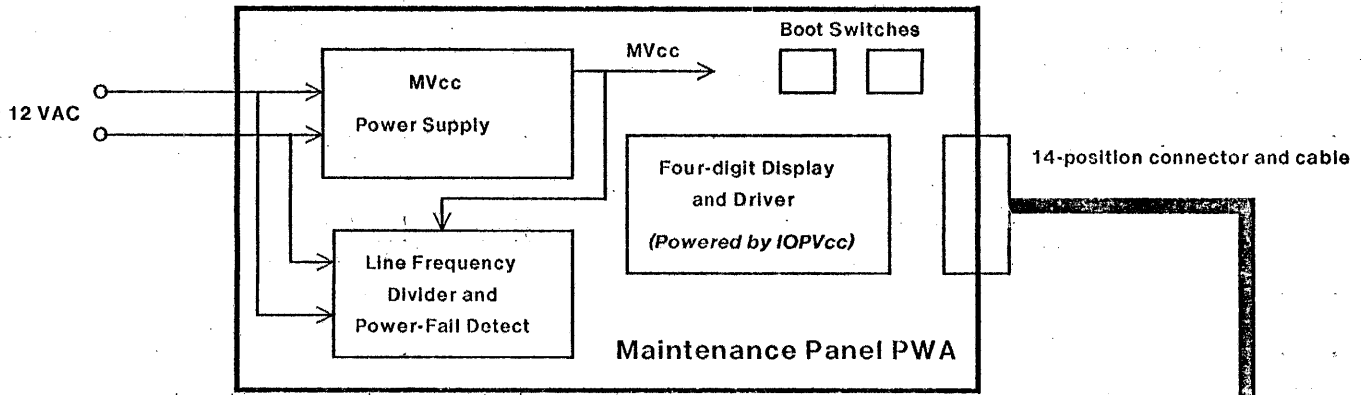 Boot Switches
MVcc
12 VAC
MVcc
Power Supply
14-position connector and cable
Four-digit Display
and Driver
(Powered by IOPVcc)
Line Frequency
Divider and
Power-Fail Detect
Maintenance Panel PWA